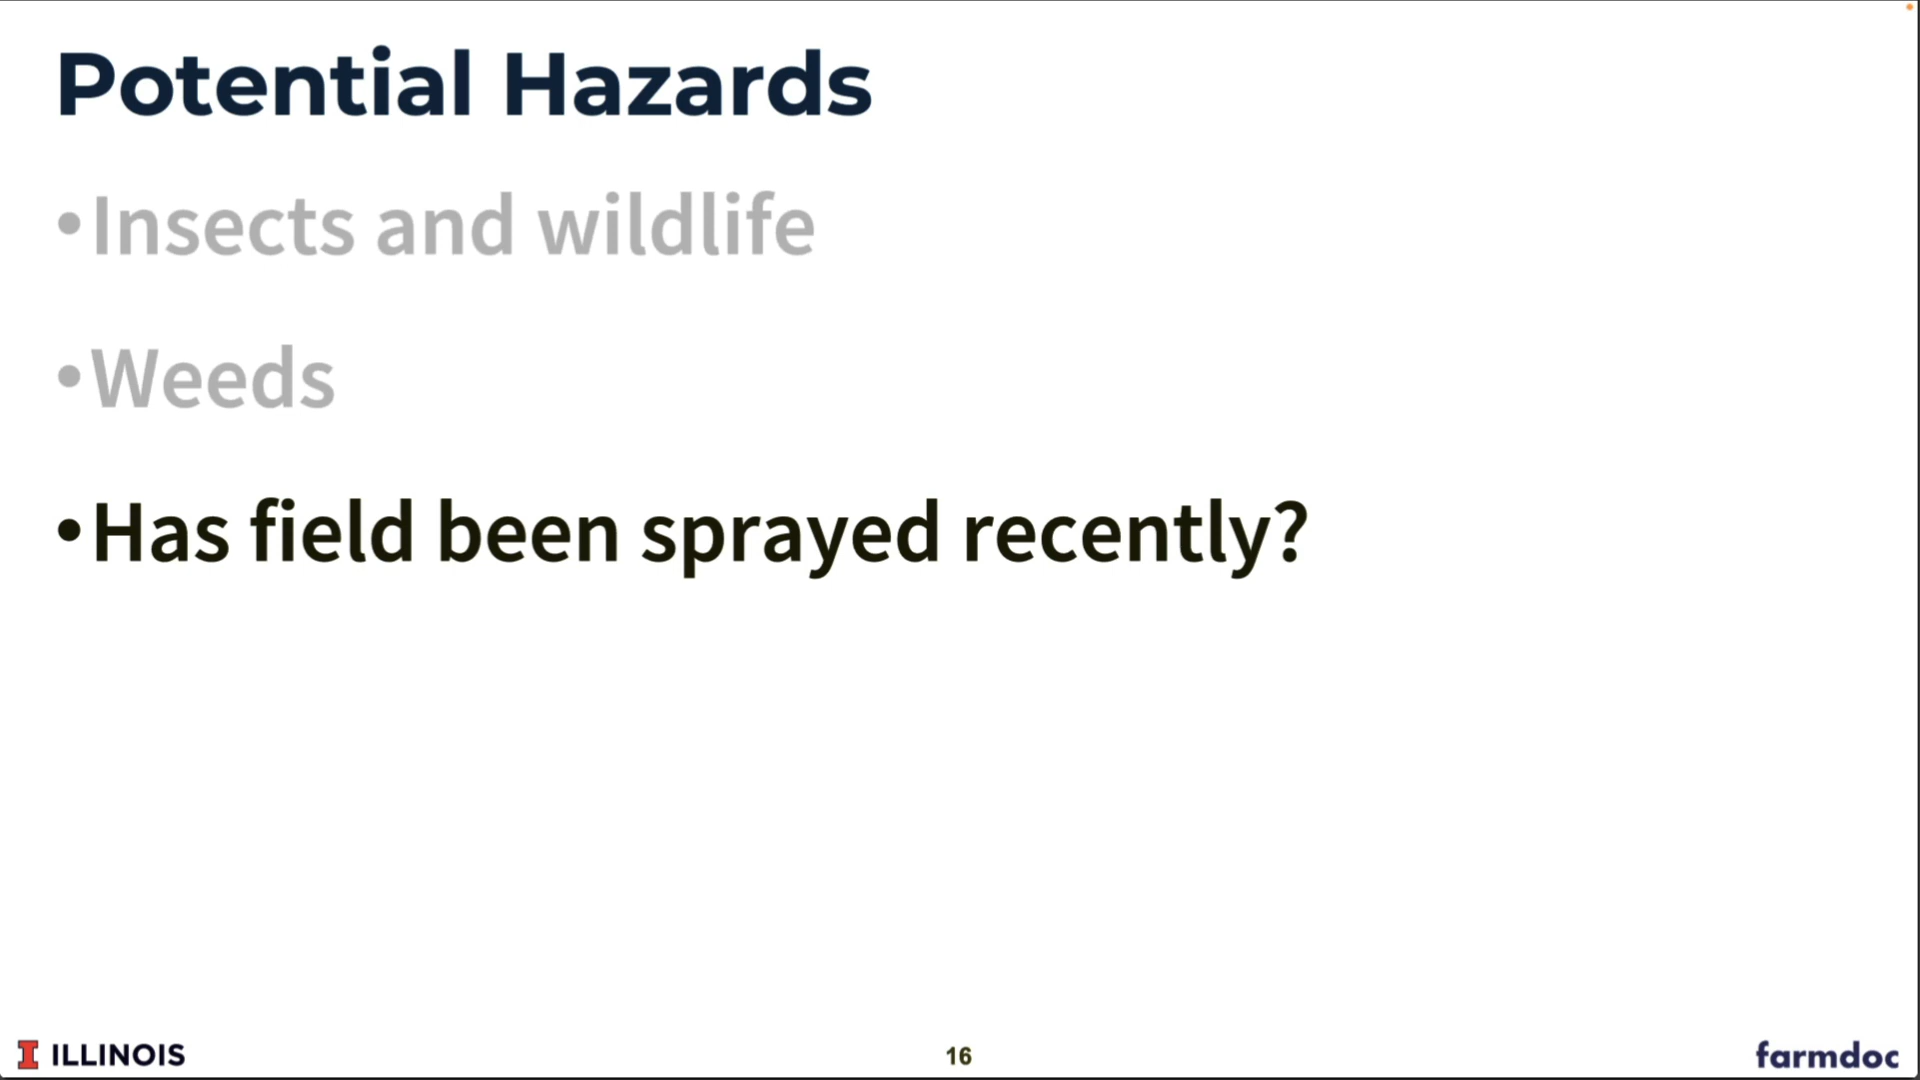 Potential Hazards
•Insects and wildlife
•Weeds
•Has field been sprayed recently?
I ILLINOIS
16
farmdoc